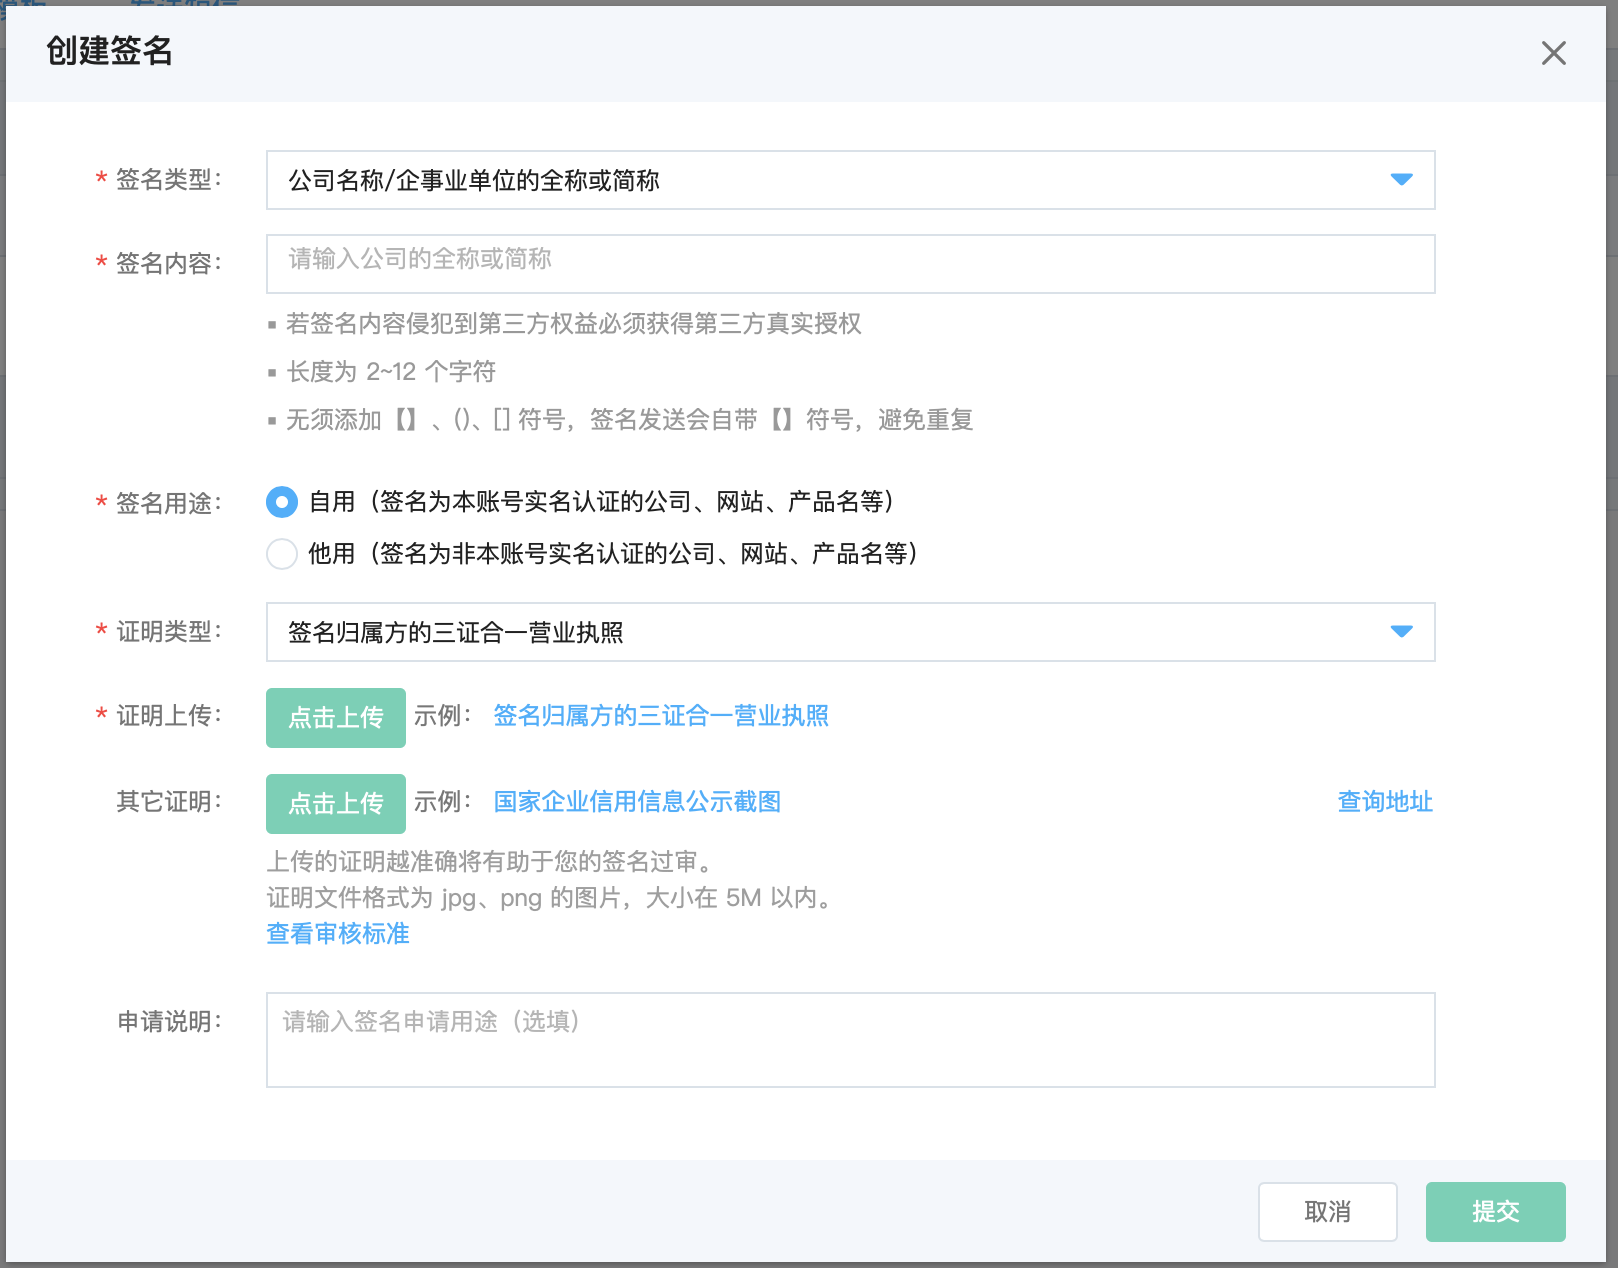 创建签名
* 签名类型：
公司名称/企事业单位的全称或简称
* 签名内容：
请输入公司的全称或简称
▪ 若签名内容侵犯到第三方权益必须获得第三方真实授权
▪ 长度为 2~12 个字符
▪ 无须添加【】、()、[] 符号，签名发送会自带【】符号，避免重复
* 签名用途：
自用（签名为本账号实名认证的公司、网站、产品名等）
他用（签名为非本账号实名认证的公司、网站、产品名等）
* 证明类型：
签名归属方的三证合一营业执照
* 证明上传：
点击上传 示例： 签名归属方的三证合一营业执照
其它证明：
点击上传 示例： 国家企业信用信息公示截图 查询地址
上传的证明越准确将有助于您的签名过审。
证明文件格式为 jpg、png 的图片，大小在 5M 以内。
查看审核标准
申请说明：
请输入签名申请用途（选填）
取消 提交